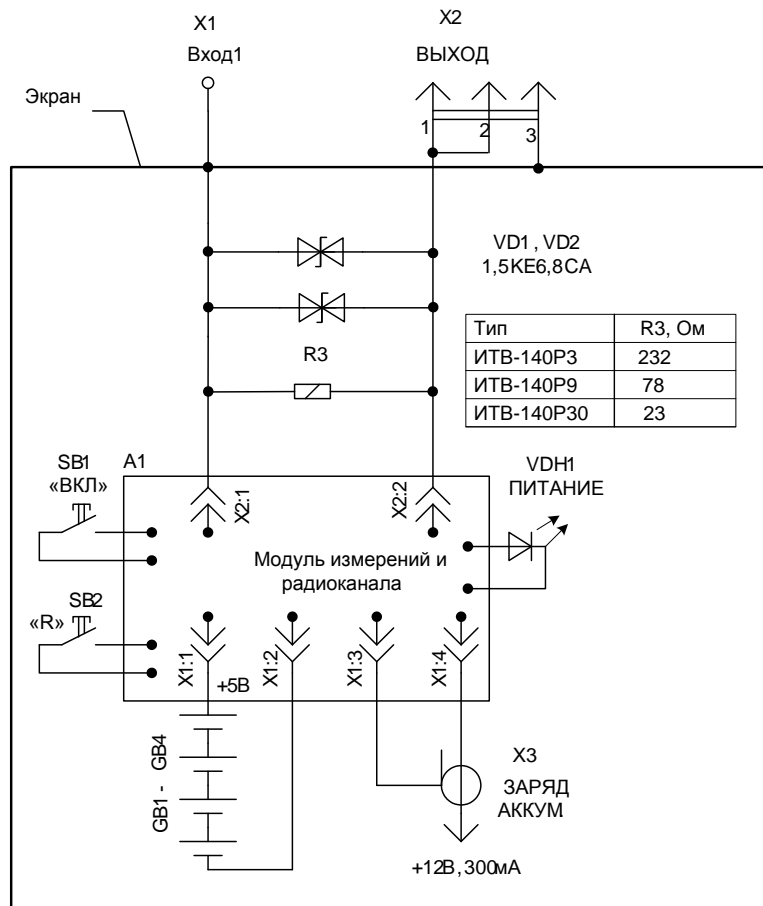 X1
X2
Вход1
ВЫХОД
Экран
1
2
3
VD1, VD2
1,5KE6,8CA
R3
Тип R3, Ом
ИТВ-140Р3 232
ИТВ-140Р9 78
ИТВ-140Р30 23
SB1
«ВКЛ»
A1
X2:1
X2:2
VDH1
ПИТАНИЕ
Модуль измерений и
радиоканала
SB2
«R»
X1:1
X1:2
X1:3
X1:4
+5В
GB1 - GB4
X3
ЗАРЯД
АККУМ.
+12В,300мА